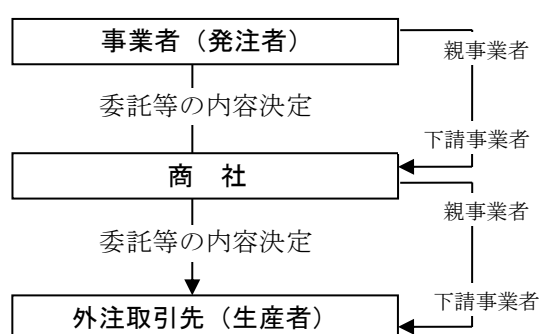 事業者（発注者）
親事業者
委託等の内容決定
下請事業者
商　社
親事業者
委託等の内容決定
下請事業者
外注取引先（生産者）